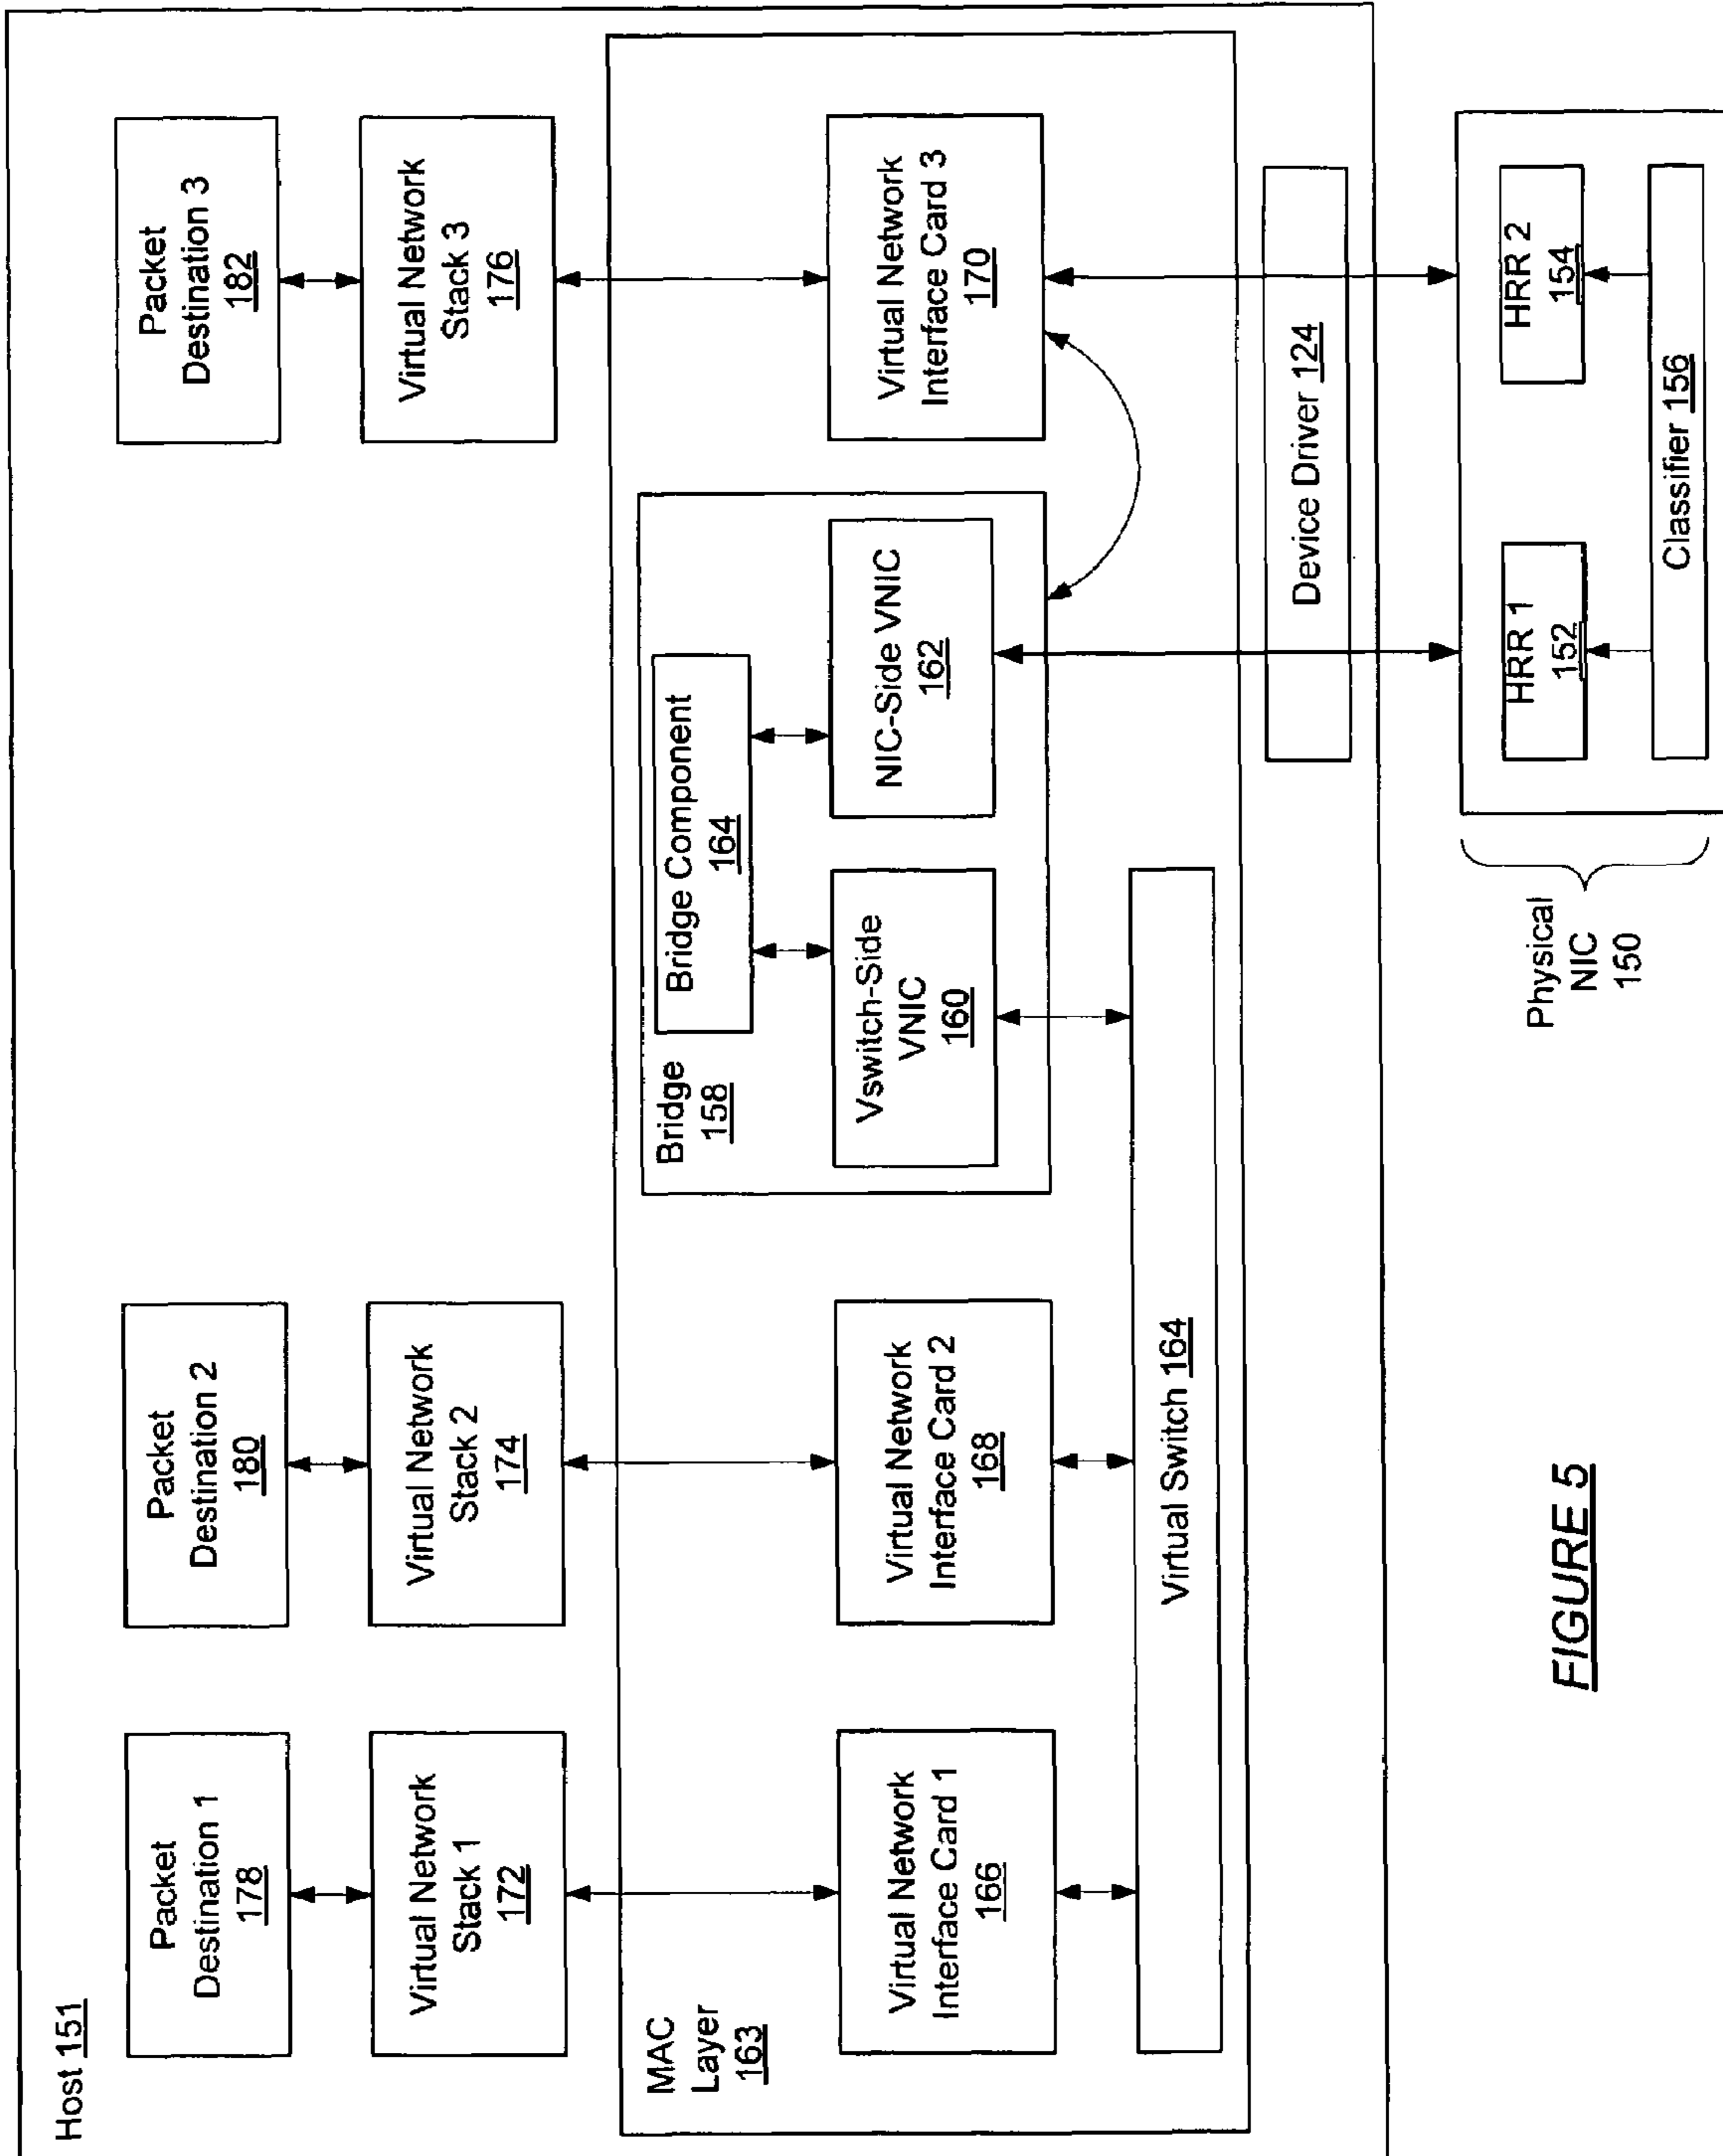 Host 151
Packet
Destination 1
178
Packet
Destination 2
180
Packet
Destination 3
182
Virtual Network
Stack 1
172
Virtual Network
Stack 2
174
Virtual Network
Stack 3
176
MAC
Layer
163
Bridge
158
Bridge Component
164
Virtual Network
Interface Card 1
166
Virtual Network
Interface Card 2
168
Vswitch-Side
VNIC
160
NIC-Side VNIC
162
Virtual Network
Interface Card 3
170
Virtual Switch 164
Device Driver 124
Physical
NIC
150
HRR 1
152
HRR 2
154
Classifier 156
FIGURE 5